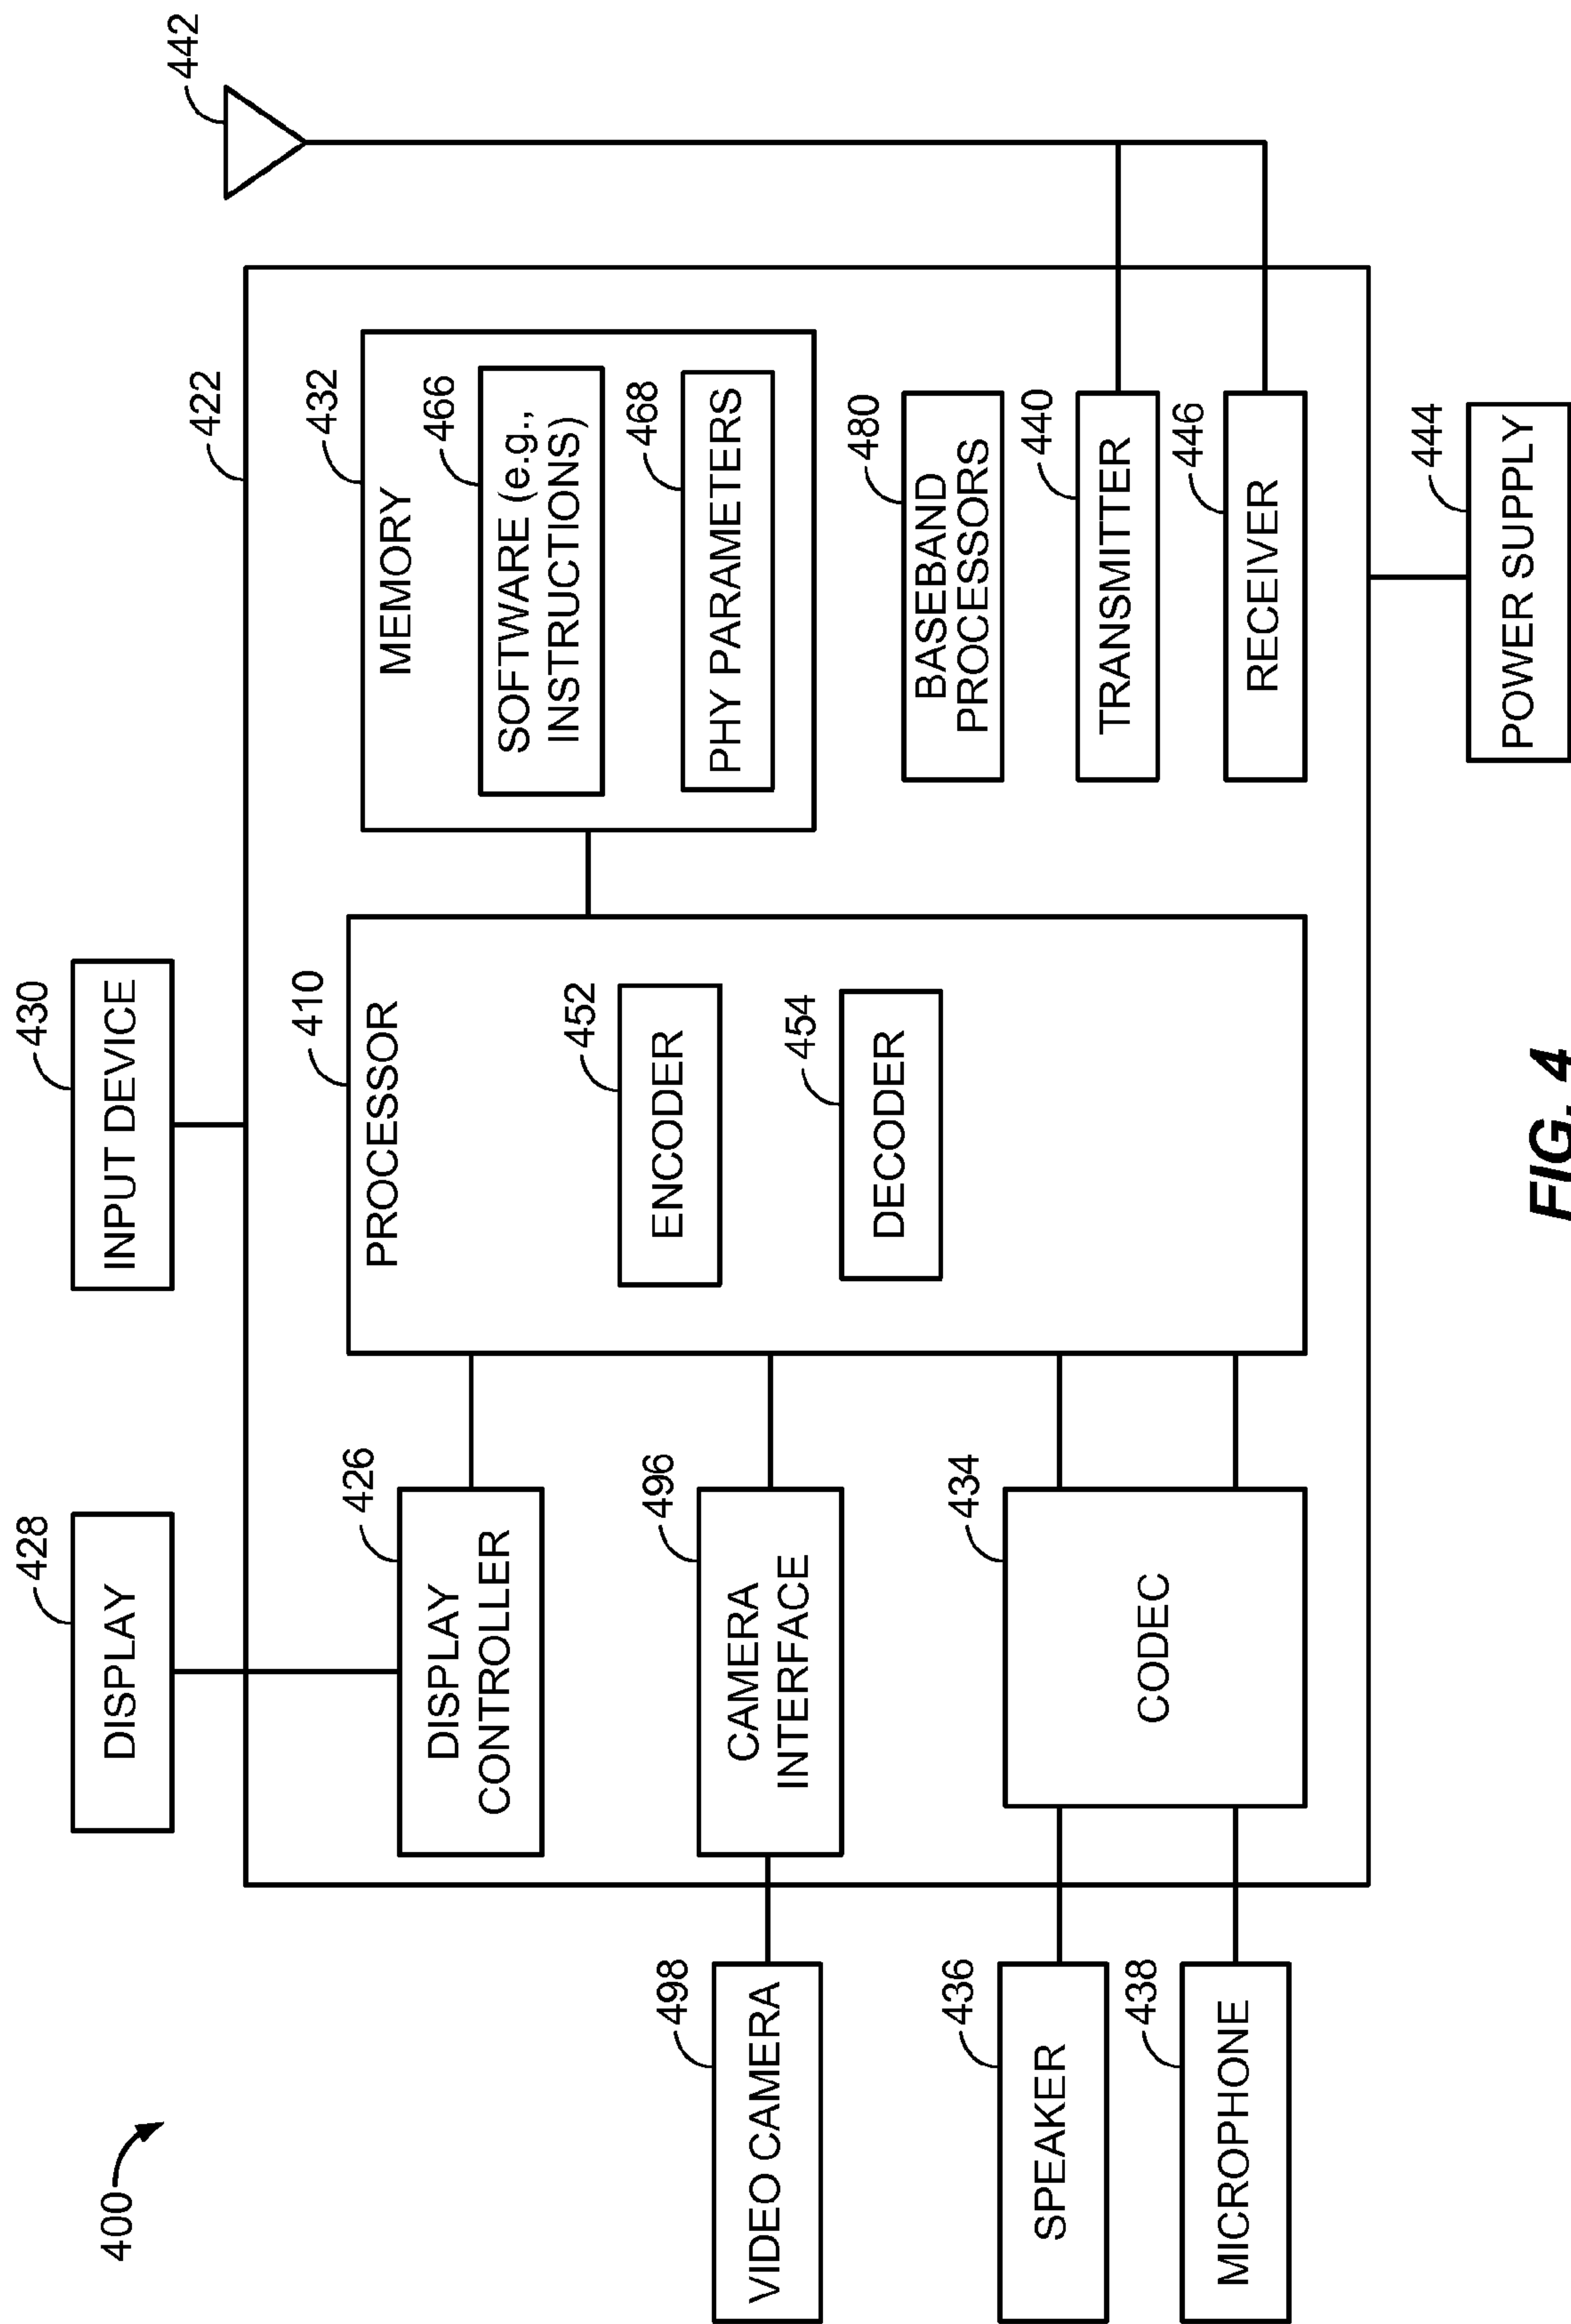 400
428
DISPLAY
430
INPUT DEVICE
442
422
426
DISPLAY
CONTROLLER
410
PROCESSOR
432
MEMORY
466
SOFTWARE (e.g.,
INSTRUCTIONS)
468
PHY PARAMETERS
452
ENCODER
454
DECODER
498
VIDEO CAMERA
496
CAMERA
INTERFACE
436
SPEAKER
438
MICROPHONE
434
CODEC
480
BASEBAND
PROCESSORS
440
TRANSMITTER
446
RECEIVER
444
POWER SUPPLY
FIG. 4